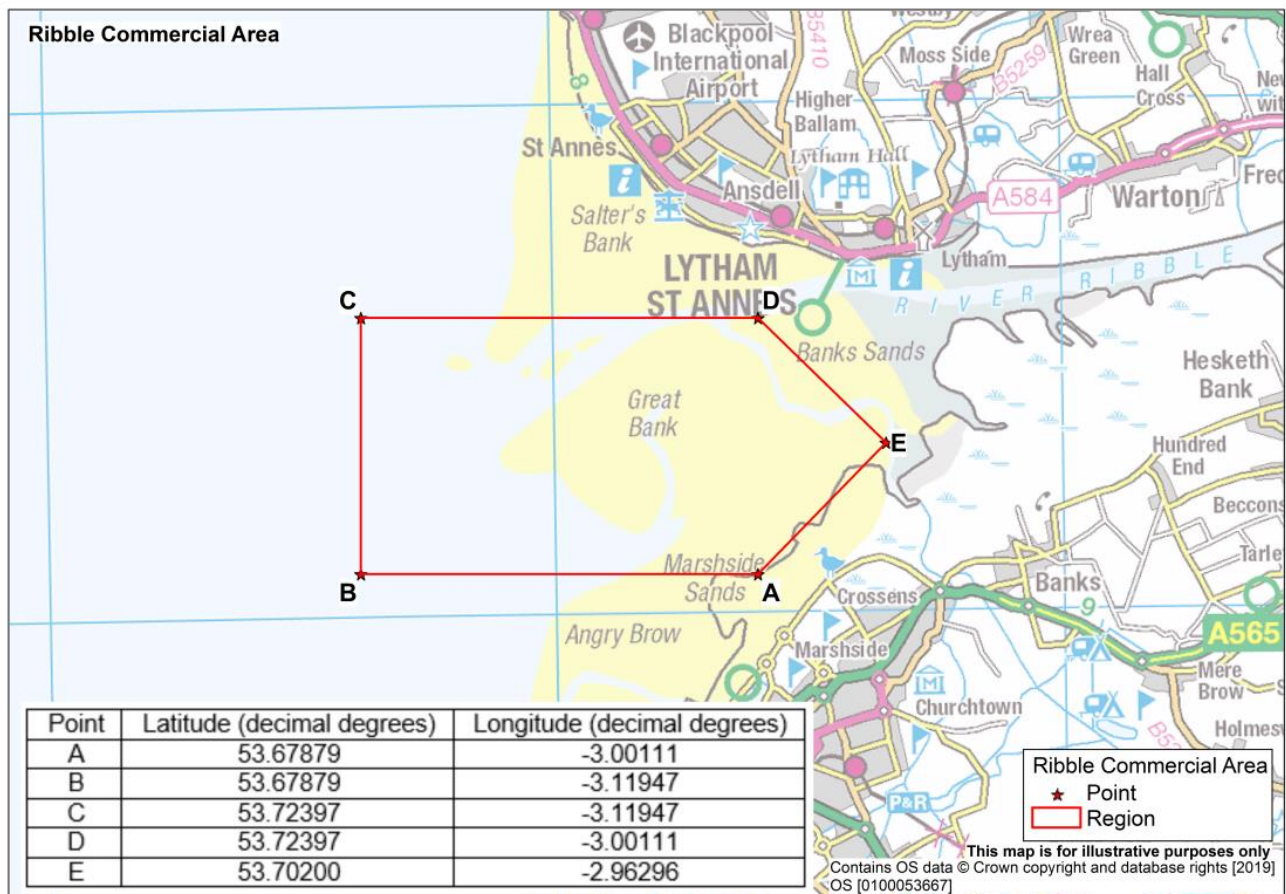 Ribble Commercial Area
Blackpool
International
Airport
B5410
Westby
Moss Side
B5259
Wrea
Green
Hall
Cross
8
Higher
Ballam
St Annes
Lytham Hall
Ansdell
A584
Warton
Salter's
Bank
LYTHAM
ST ANNES
Lytham
RIVER RIBBLE
C
D
Banks Sands
Hesketh
Bank
Great
Bank
E
Hundred
End
Marshside
Sands
B
A
Crossens
Banks
9
A565
Angry Brow
Marshside
Mere
Brow
Churchtown
P&R
Point Latitude (decimal degrees) Longitude (decimal degrees)
A 53.67879 -3.00111
B 53.67879 -3.11947
C 53.72397 -3.11947
D 53.72397 -3.00111
E 53.70200 -2.96296
Ribble Commercial Area
Point
Region
This map is for illustrative purposes only
Contains OS data © Crown copyright and database rights [2019]
OS [0100053667]